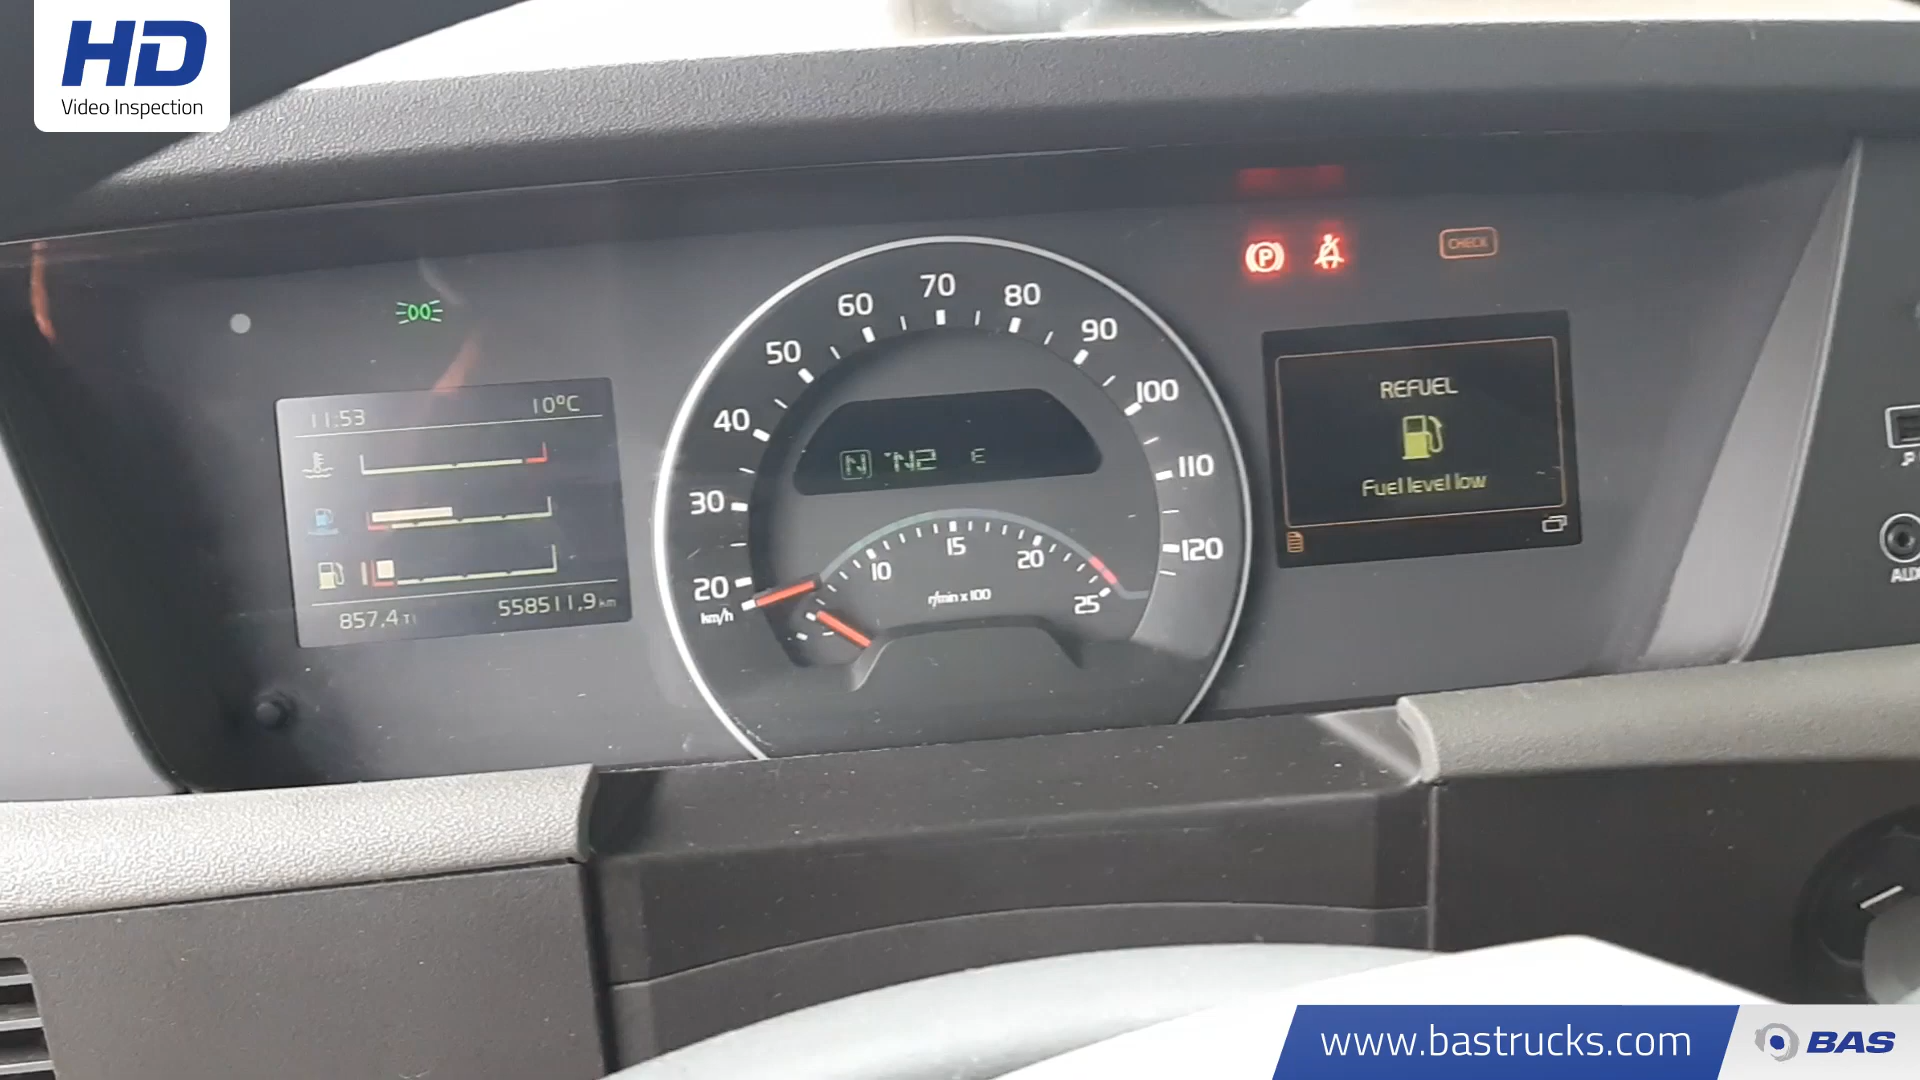 HD
Video Inspection
11:53 10°C
857,4 T1 558511,9 km
20 30 40 50 60 70 80 90 100 110 120
km/h
N N2 E
10 15 20 25
r/min x 100
P
CHECK
REFUEL
Fuel level low
AUX
www.bastrucks.com
BAS